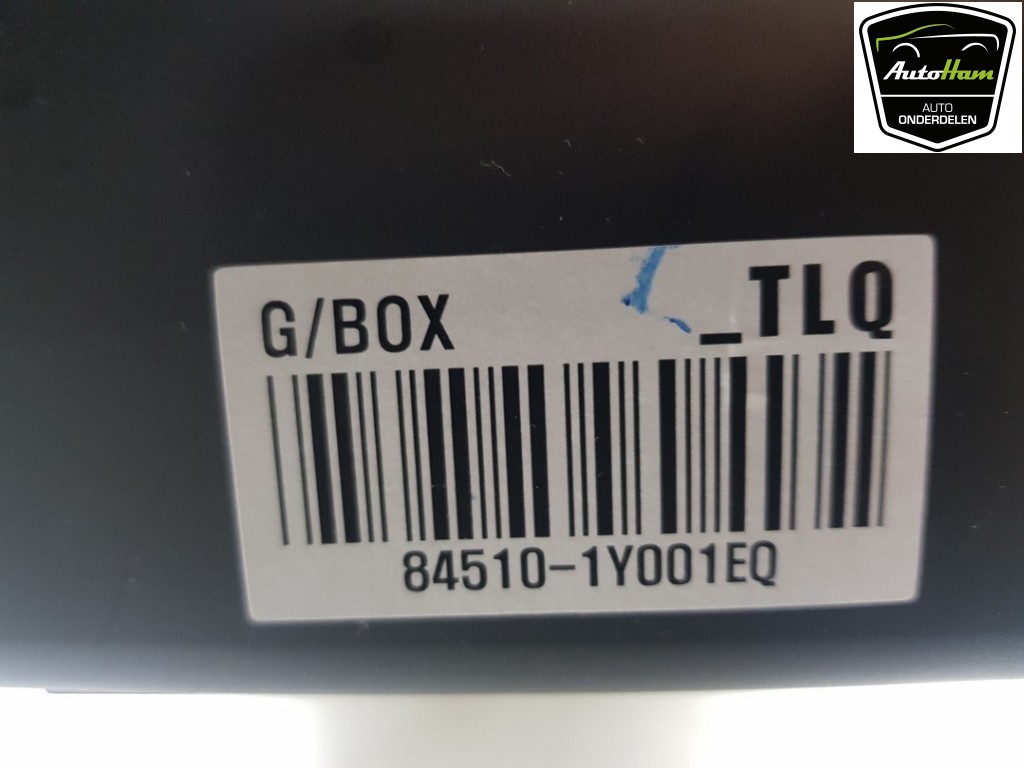 AutoHam
AUTO
ONDERDELEN
G/BOX _TLQ
84510-1Y001EQ